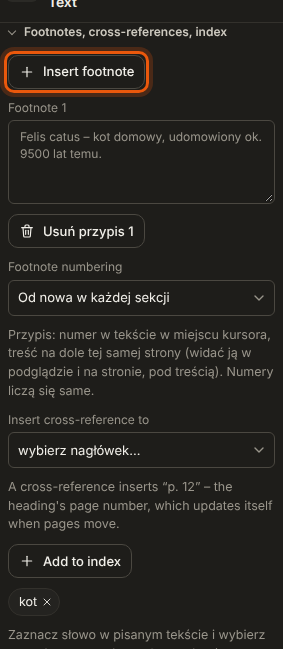 Text
Footnotes, cross-references, index
Insert footnote
Footnote 1
Felis catus – kot domowy, udomowiony ok.
9500 lat temu.
Usuń przypis 1
Footnote numbering
Od nowa w każdej sekcji
Przypis: numer w tekście w miejscu kursora,
treść na dole tej samej strony (widać ją w
podglądzie i na stronie, pod treścią). Numery
liczą się same.
Insert cross-reference to
wybierz nagłówek...
A cross-reference inserts “p. 12” – the
heading's page number, which updates itself
when pages move.
Add to index
kot ×
Zaznacz słowo w pisanym tekście i wybierz